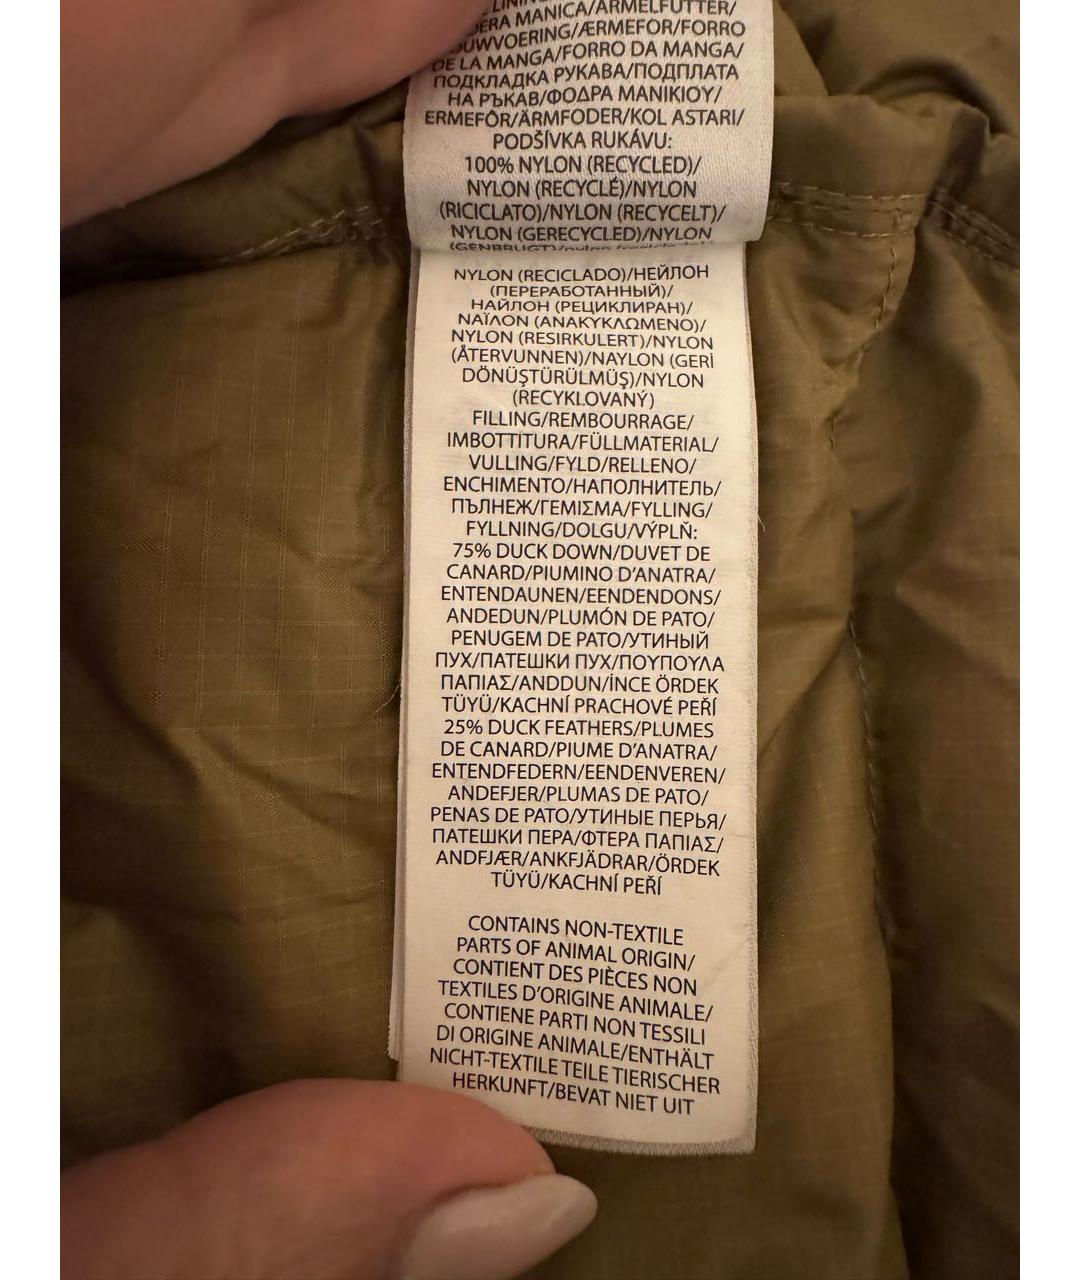 LINING/
FODERA MANICA/ÄRMELFUTTER/
MOUWVOERING/ÆRMEFOR/FORRO
DE LA MANGA/FORRO DA MANGA/
ПОДКЛАДКА РУКАВА/ПОДПЛАТА
НА РЪКАВ/ΦΟΔΡΑ ΜΑΝΙΚΙΟΥ/
ERMEFÔR/ÄRMFODER/KOL ASTARI/
PODŠÍVKA RUKÁVU:
100% NYLON (RECYCLED)/
NYLON (RECYCLÉ)/NYLON
(RICICLATO)/NYLON (RECYCELT)/
NYLON (GERECYCLED)/NYLON
(GENBRUGT)/
NYLON (RECICLADO)/НЕЙЛОН
(ПЕРЕРАБОТАННЫЙ)/
НАЙЛОН (РЕЦИКЛИРАН)/
ΝΑΪΛΟΝ (ΑΝΑΚΥΚΛΩΜΕΝΟ)/
NYLON (RESIRKULERT)/NYLON
(ÅTERVUNNEN)/NAYLON (GERİ
DÖNÜŞTÜRÜLMÜŞ)/NYLON
(RECYKLOVANÝ)
FILLING/REMBOURRAGE/
IMBOTTITURA/FÜLLMATERIAL/
VULLING/FYLD/RELLENO/
ENCHIMENTO/НАПОЛНИТЕЛЬ/
ПЪЛНЕЖ/ΓΕΜΙΣΜΑ/FYLLING/
FYLLNING/DOLGU/VÝPLŇ:
75% DUCK DOWN/DUVET DE
CANARD/PIUMINO D'ANATRA/
ENTENDAUNEN/EENDENDONS/
ANDEDUN/PLUMÓN DE PATO/
PENUGEM DE PATO/УТИНЫЙ
ПУХ/ПАТЕШКИ ПУХ/ΠΟΥΠΟΥΛΑ
ΠΑΠΙΑΣ/ANDDUN/İNCE ÖRDEK
TÜYÜ/KACHNÍ PRACHOVÉ PEŘÍ
25% DUCK FEATHERS/PLUMES
DE CANARD/PIUME D'ANATRA/
ENTENDFEDERN/EENDENVEREN/
ANDEFJER/PLUMAS DE PATO/
PENAS DE PATO/УТИНЫЕ ПЕРЬЯ/
ПАТЕШКИ ПЕРА/ΦΤΕΡΑ ΠΑΠΙΑΣ/
ANDFJÆR/ANKFJÄDRAR/ÖRDEK
TÜYÜ/KACHNÍ PEŘÍ
CONTAINS NON-TEXTILE
PARTS OF ANIMAL ORIGIN/
CONTIENT DES PIÈCES NON
TEXTILES D'ORIGINE ANIMALE/
CONTIENE PARTI NON TESSILI
DI ORIGINE ANIMALE/ENTHÄLT
NICHT-TEXTILE TEILE TIERISCHER
HERKUNFT/BEVAT NIET UIT